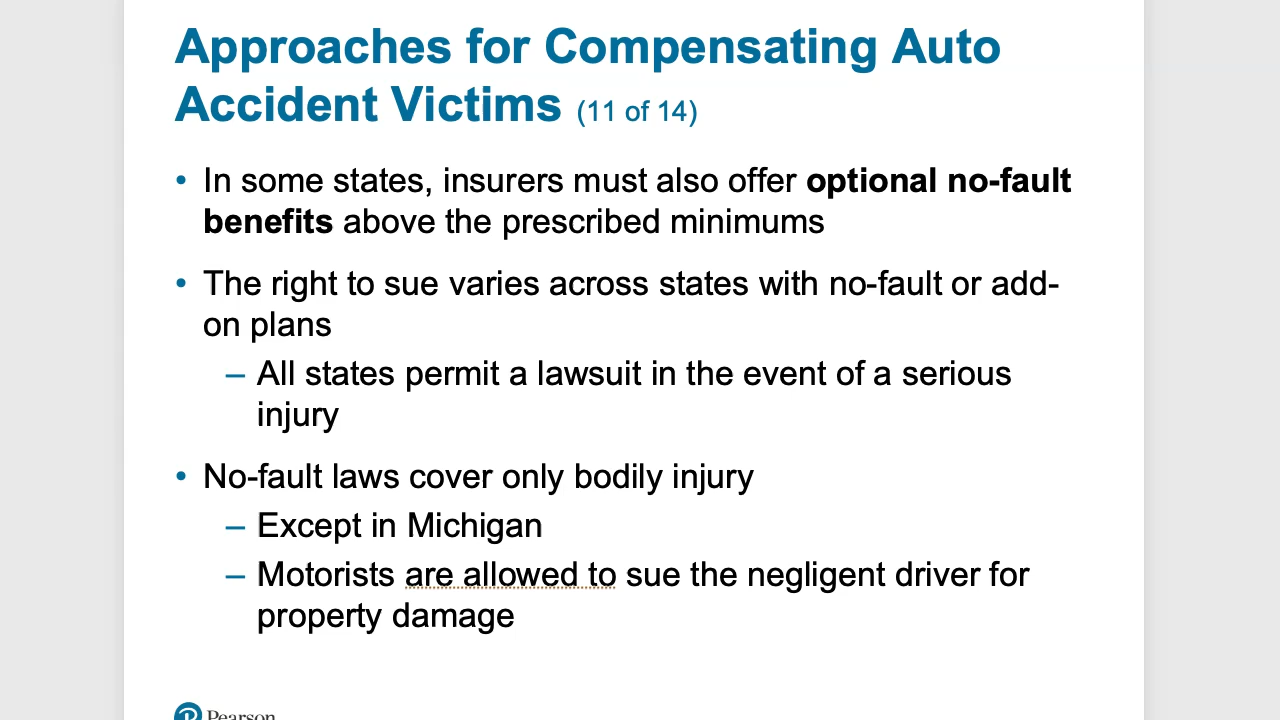 Approaches for Compensating Auto
Accident Victims (11 of 14)
• In some states, insurers must also offer optional no-fault
benefits above the prescribed minimums
• The right to sue varies across states with no-fault or add-
on plans
– All states permit a lawsuit in the event of a serious
injury
• No-fault laws cover only bodily injury
– Except in Michigan
– Motorists are allowed to sue the negligent driver for
property damage
Pearson